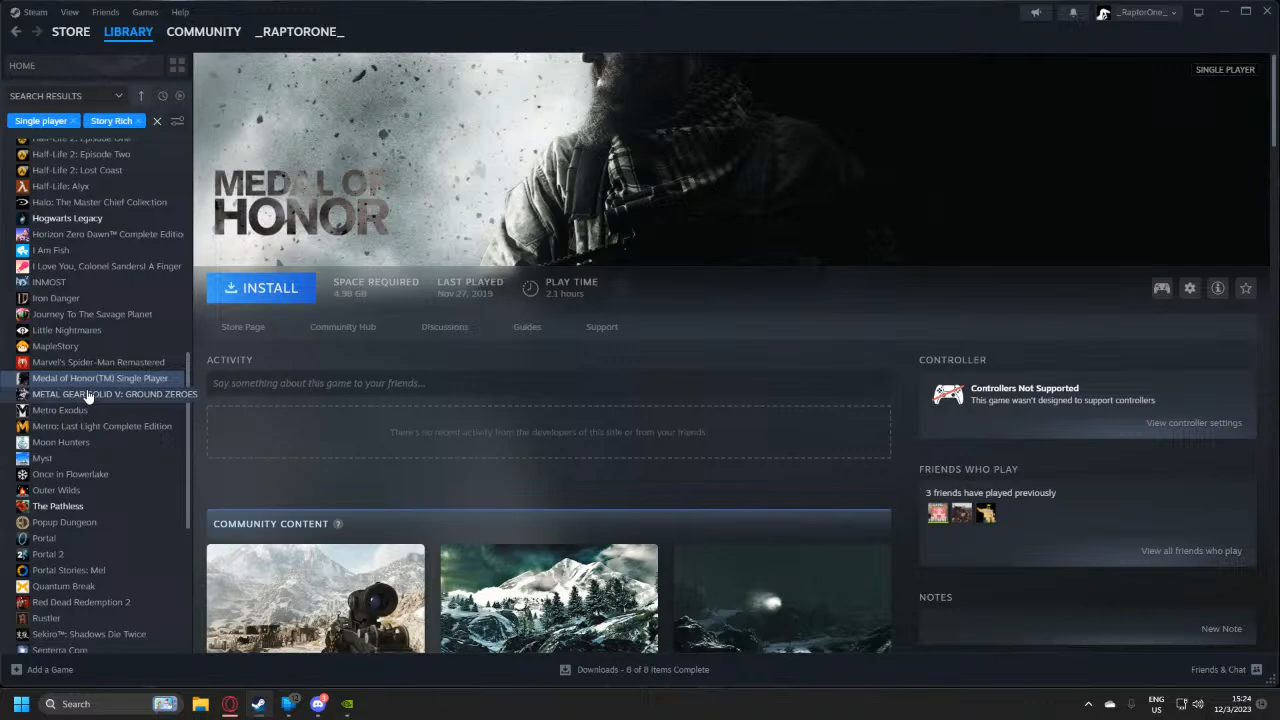 Steam View Friends Games Help
_RaptorOne_
STORE LIBRARY COMMUNITY _RAPTORONE_
HOME
SINGLE PLAYER
SEARCH RESULTS
Single player × Story Rich ×
Half-Life 2: Episode One
Half-Life 2: Episode Two
Half-Life 2: Lost Coast
Half-Life: Alyx
Halo: The Master Chief Collection
Hogwarts Legacy
Horizon Zero Dawn™ Complete Editio
I Am Fish
I Love You, Colonel Sanders! A Finger
INMOST
Iron Danger
Journey To The Savage Planet
Little Nightmares
MapleStory
Marvel's Spider-Man Remastered
Medal of Honor(TM) Single Player
METAL GEAR SOLID V: GROUND ZEROES
Metro Exodus
Metro: Last Light Complete Edition
Moon Hunters
Myst
Once in Flowerlake
Outer Wilds
The Pathless
Popup Dungeon
Portal
Portal 2
Portal Stories: Mel
Quantum Break
Red Dead Redemption 2
Rustler
Sekiro™: Shadows Die Twice
Septerra Core
MEDAL OF
HONOR
INSTALL
SPACE REQUIRED
4.98 GB
LAST PLAYED
Nov 27, 2019
PLAY TIME
2.1 hours
Store Page Community Hub Discussions Guides Support
ACTIVITY
Say something about this game to your friends...
There's no recent activity from the developers of this title or from your friends.
COMMUNITY CONTENT ?
CONTROLLER
Controllers Not Supported
This game wasn't designed to support controllers
View controller settings
FRIENDS WHO PLAY
3 friends have played previously
View all friends who play
NOTES
New Note
Add a Game
Downloads - 8 of 8 Items Complete
Friends & Chat
Search
ENG
US
15:24
12/3/2023